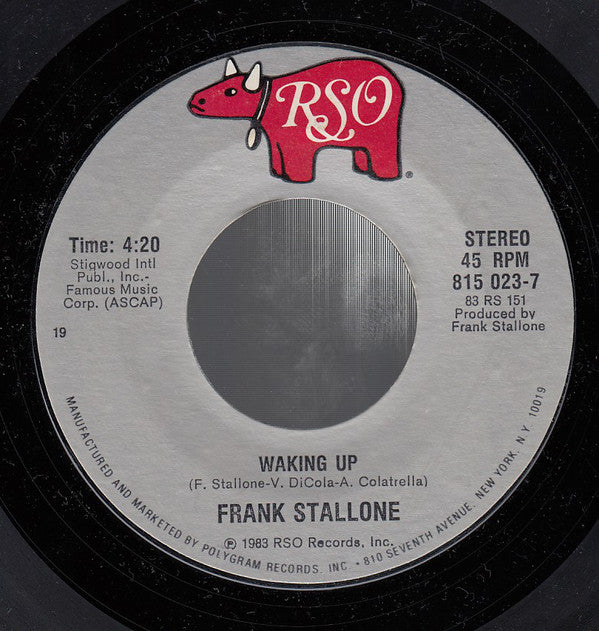 RSO
®
Time: 4:20
Stigwood Intl
Publ., Inc.-
Famous Music
Corp. (ASCAP)
19
STEREO
45 RPM
815 023-7
83 RS 151
Produced by
Frank Stallone
WAKING UP
(F. Stallone-V. DiCola-A. Colatrella)
FRANK STALLONE
℗ 1983 RSO Records, Inc.
MANUFACTURED AND MARKETED BY POLYGRAM RECORDS, INC • 810 SEVENTH AVENUE, NEW YORK, N.Y. 10019